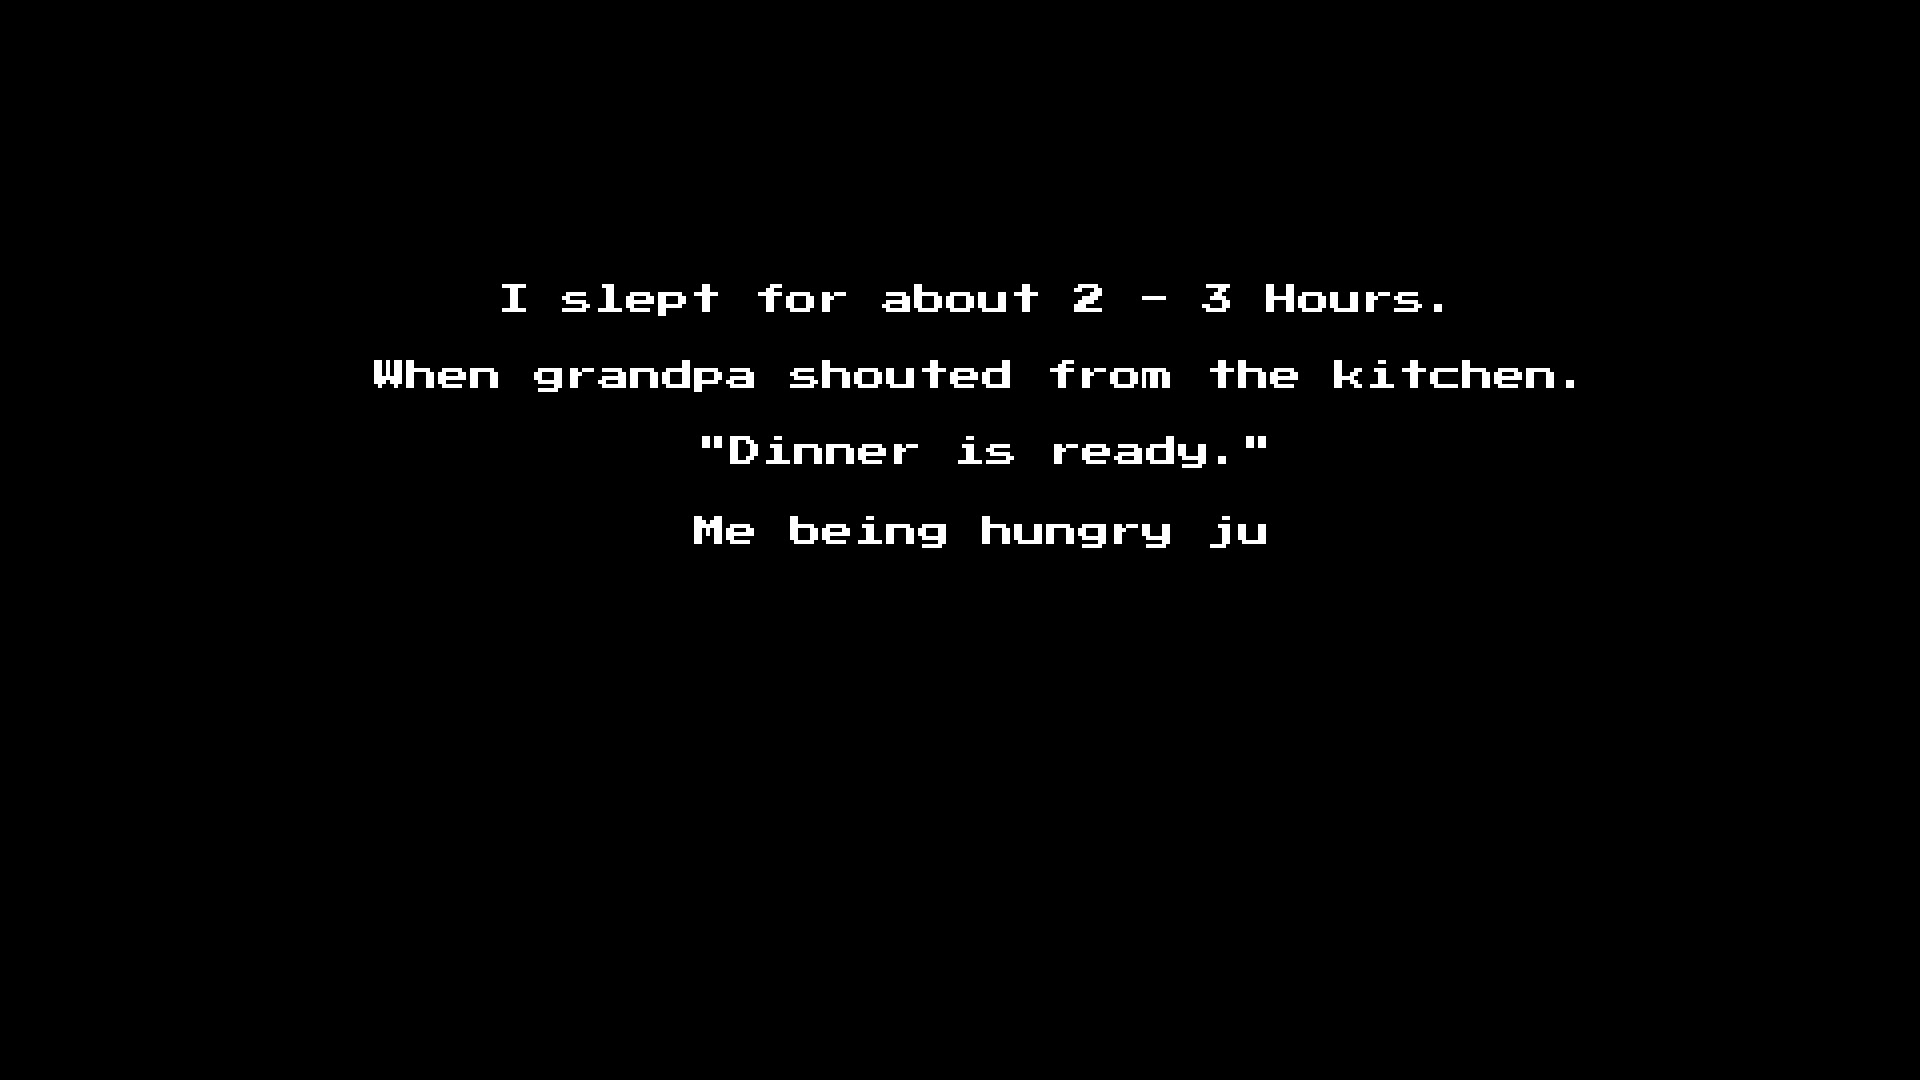 I slept for about 2 - 3 Hours.
When grandpa shouted from the kitchen.
"Dinner is ready."
Me being hungry ju